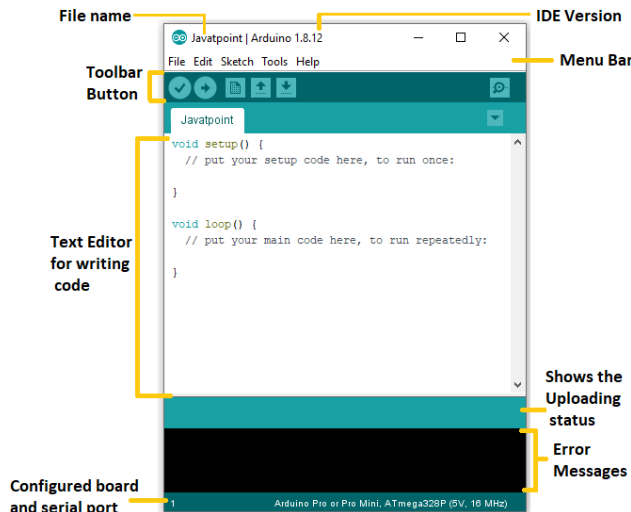 File name
IDE Version
Javatpoint | Arduino 1.8.12
File Edit Sketch Tools Help
Menu Bar
Toolbar
Button
Javatpoint
void setup() {
// put your setup code here, to run once:
}
void loop() {
// put your main code here, to run repeatedly:
}
Text Editor
for writing
code
Shows the
Uploading
status
Error
Messages
Configured board
and serial port
1
Arduino Pro or Pro Mini, ATmega328P (5V, 16 MHz)